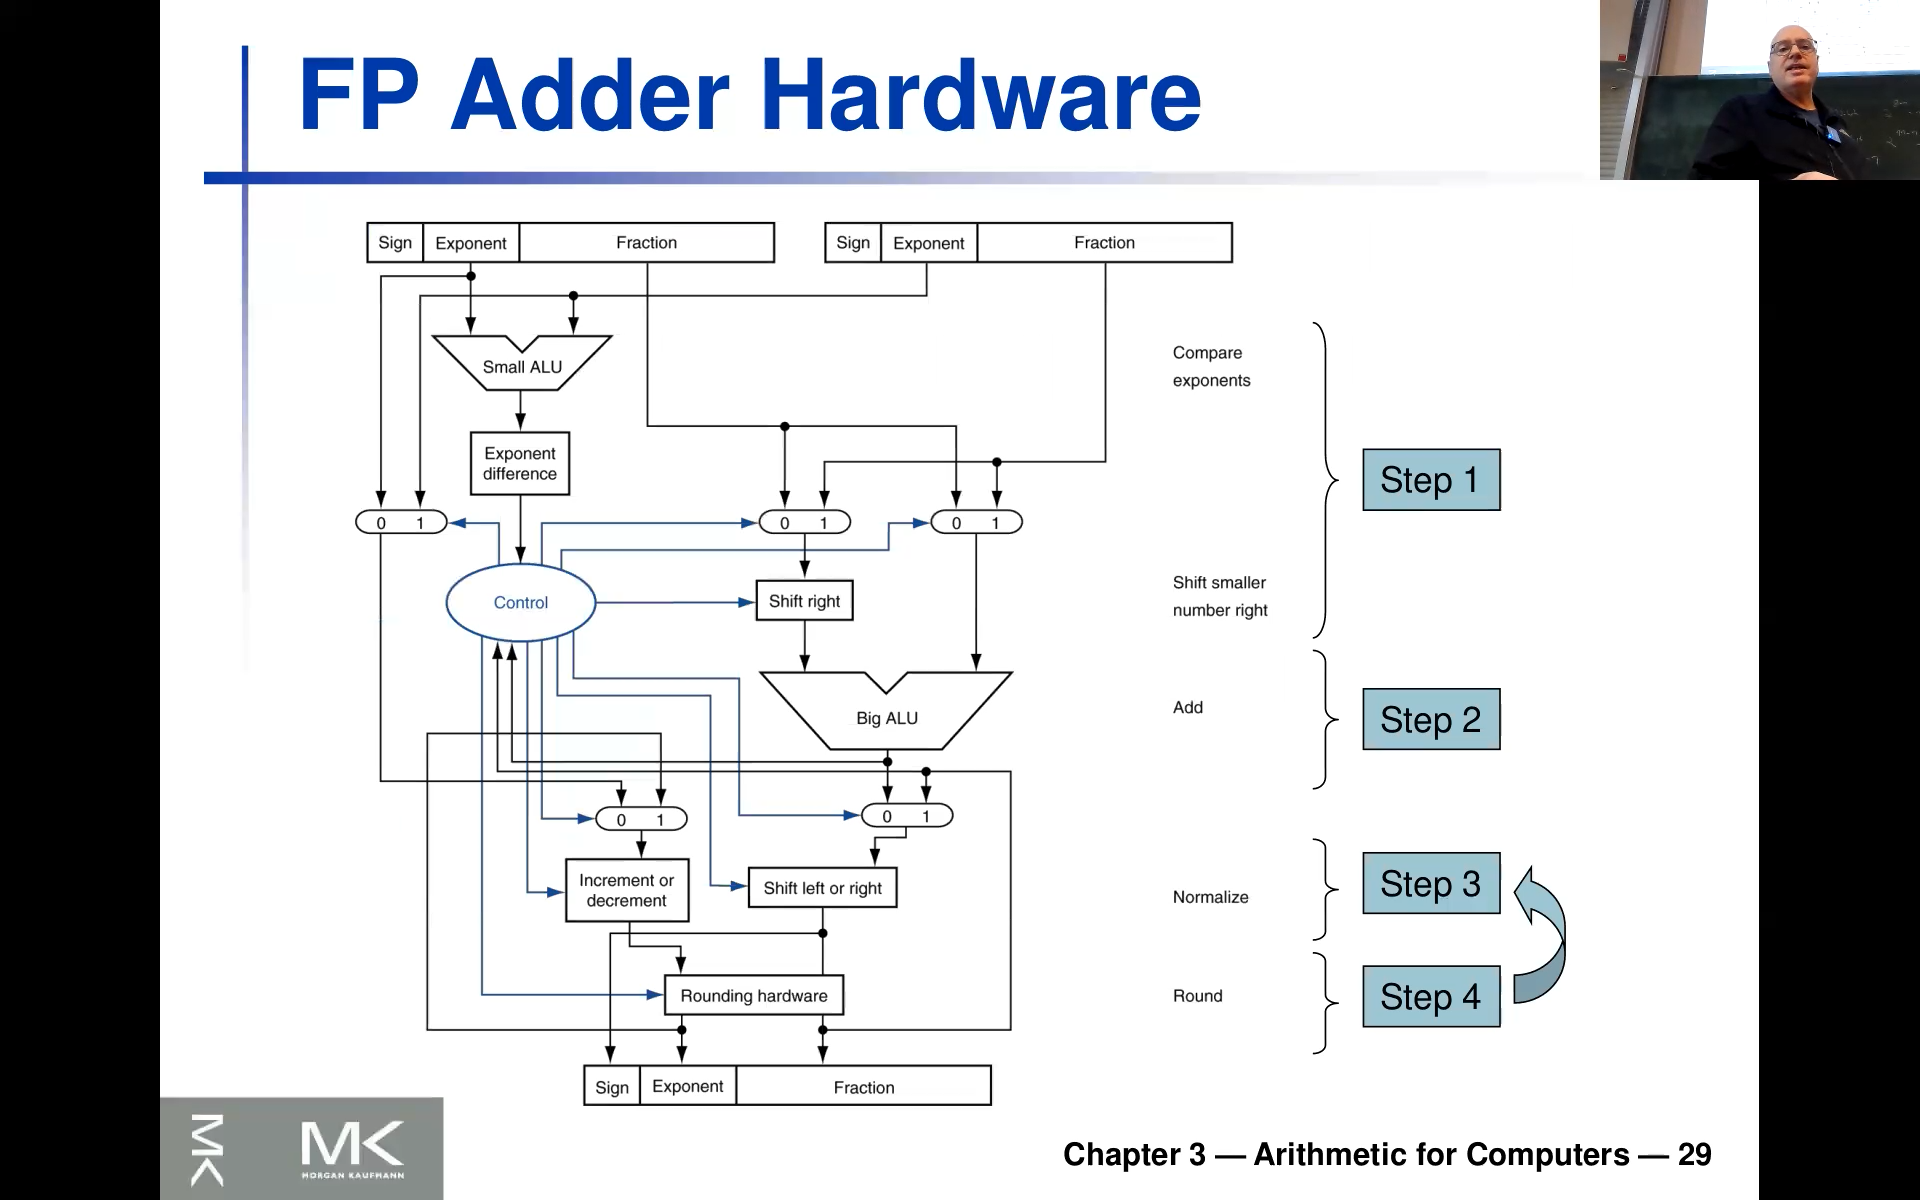 FP Adder Hardware
Sign Exponent Fraction
Sign Exponent Fraction
Compare
exponents
Small ALU
Exponent
difference
Step 1
0 1
0 1
0 1
Control
Shift right
Shift smaller
number right
Big ALU
Add
Step 2
0 1
0 1
Increment or
decrement
Shift left or right
Normalize
Step 3
Rounding hardware
Round
Step 4
Sign Exponent Fraction
MK
MK
MORGAN KAUFMANN
Chapter 3 — Arithmetic for Computers — 29